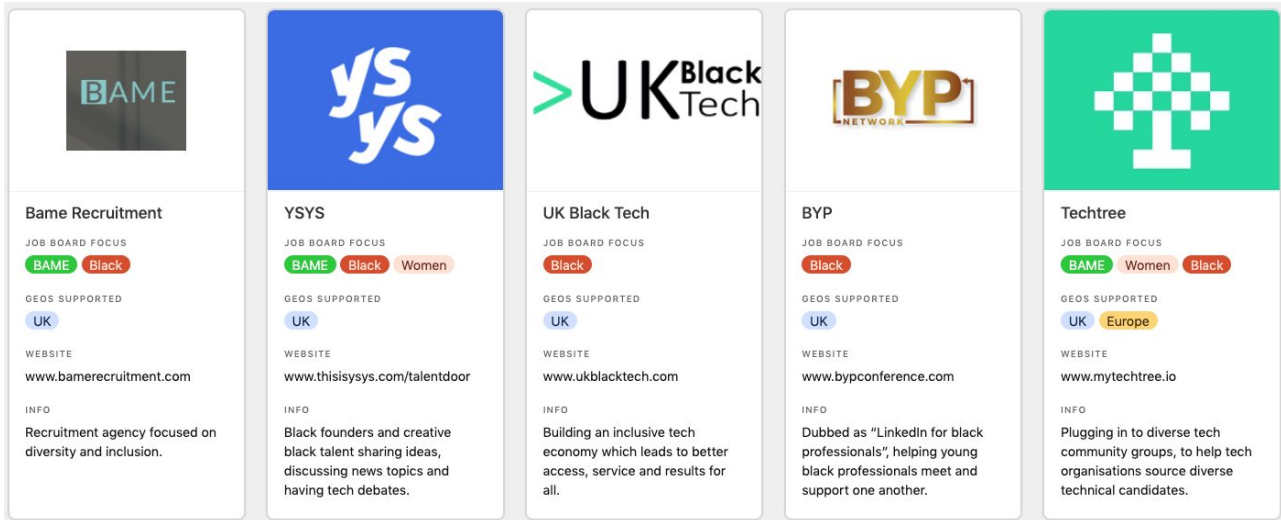 BAME
ys
ys
>UK Black
Tech
BYP
NETWORK
Bame Recruitment
JOB BOARD FOCUS
BAME Black
GEOS SUPPORTED
UK
WEBSITE
www.bamerecruitment.com
INFO
Recruitment agency focused on
diversity and inclusion.
YSYS
JOB BOARD FOCUS
BAME Black Women
GEOS SUPPORTED
UK
WEBSITE
www.thisisysys.com/talentdoor
INFO
Black founders and creative
black talent sharing ideas,
discussing news topics and
having tech debates.
UK Black Tech
JOB BOARD FOCUS
Black
GEOS SUPPORTED
UK
WEBSITE
www.ukblacktech.com
INFO
Building an inclusive tech
economy which leads to better
access, service and results for
all.
BYP
JOB BOARD FOCUS
Black
GEOS SUPPORTED
UK
WEBSITE
www.bypconference.com
INFO
Dubbed as “LinkedIn for black
professionals”, helping young
black professionals meet and
support one another.
Techtree
JOB BOARD FOCUS
BAME Women Black
GEOS SUPPORTED
UK Europe
WEBSITE
www.mytechtree.io
INFO
Plugging in to diverse tech
community groups, to help tech
organisations source diverse
technical candidates.